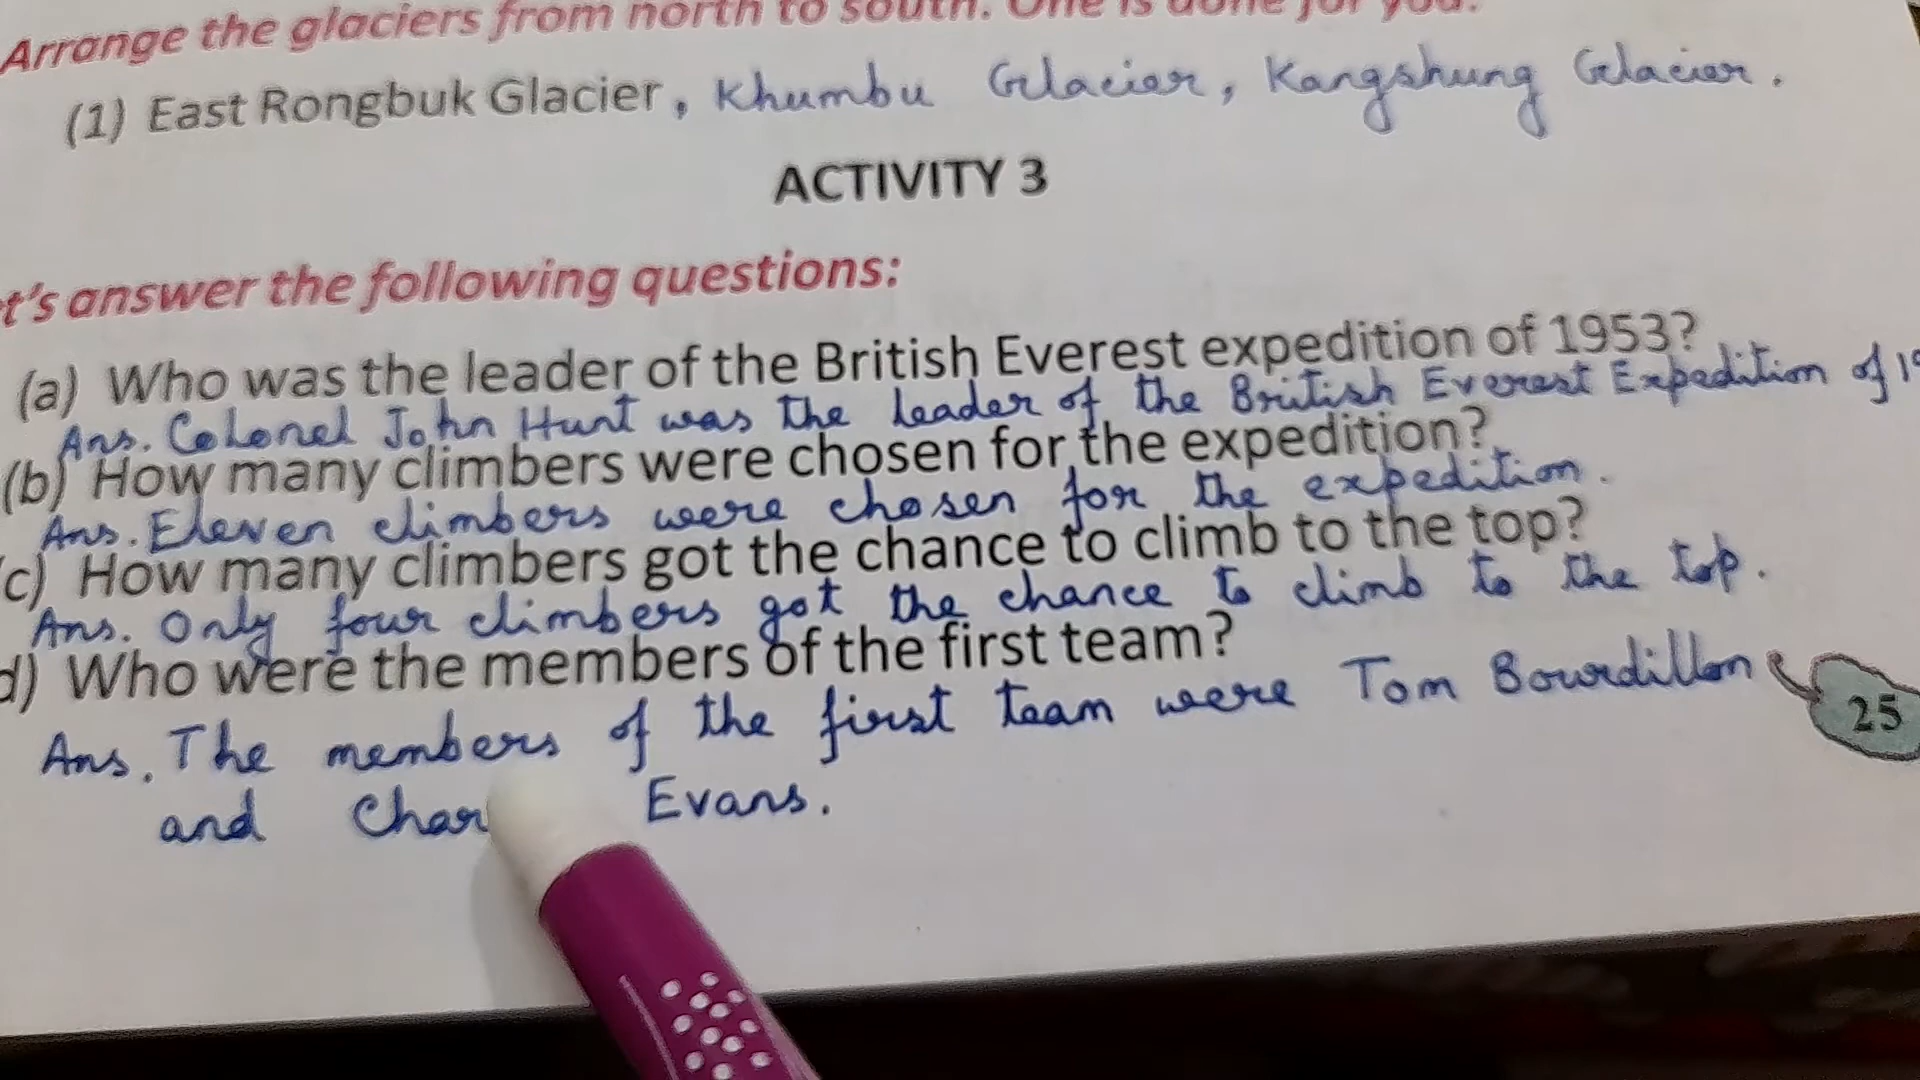 Arrange the glaciers from north to south. One is done for you.
(1) East Rongbuk Glacier, Khumbu Glacier, Kangshung Glacier.
ACTIVITY 3
t's answer the following questions:
(a) Who was the leader of the British Everest expedition of 1953?
Ans. Colonel John Hunt was the leader of the British Everest Expedition of 19
(b) How many climbers were chosen for the expedition?
Ans. Eleven climbers were chosen for the expedition.
c) How many climbers got the chance to climb to the top?
Ans. Only four climbers got the chance to climb to the top.
d) Who were the members of the first team?
Ans. The members of the first team were Tom Bourdillon
25
and Char Evans.